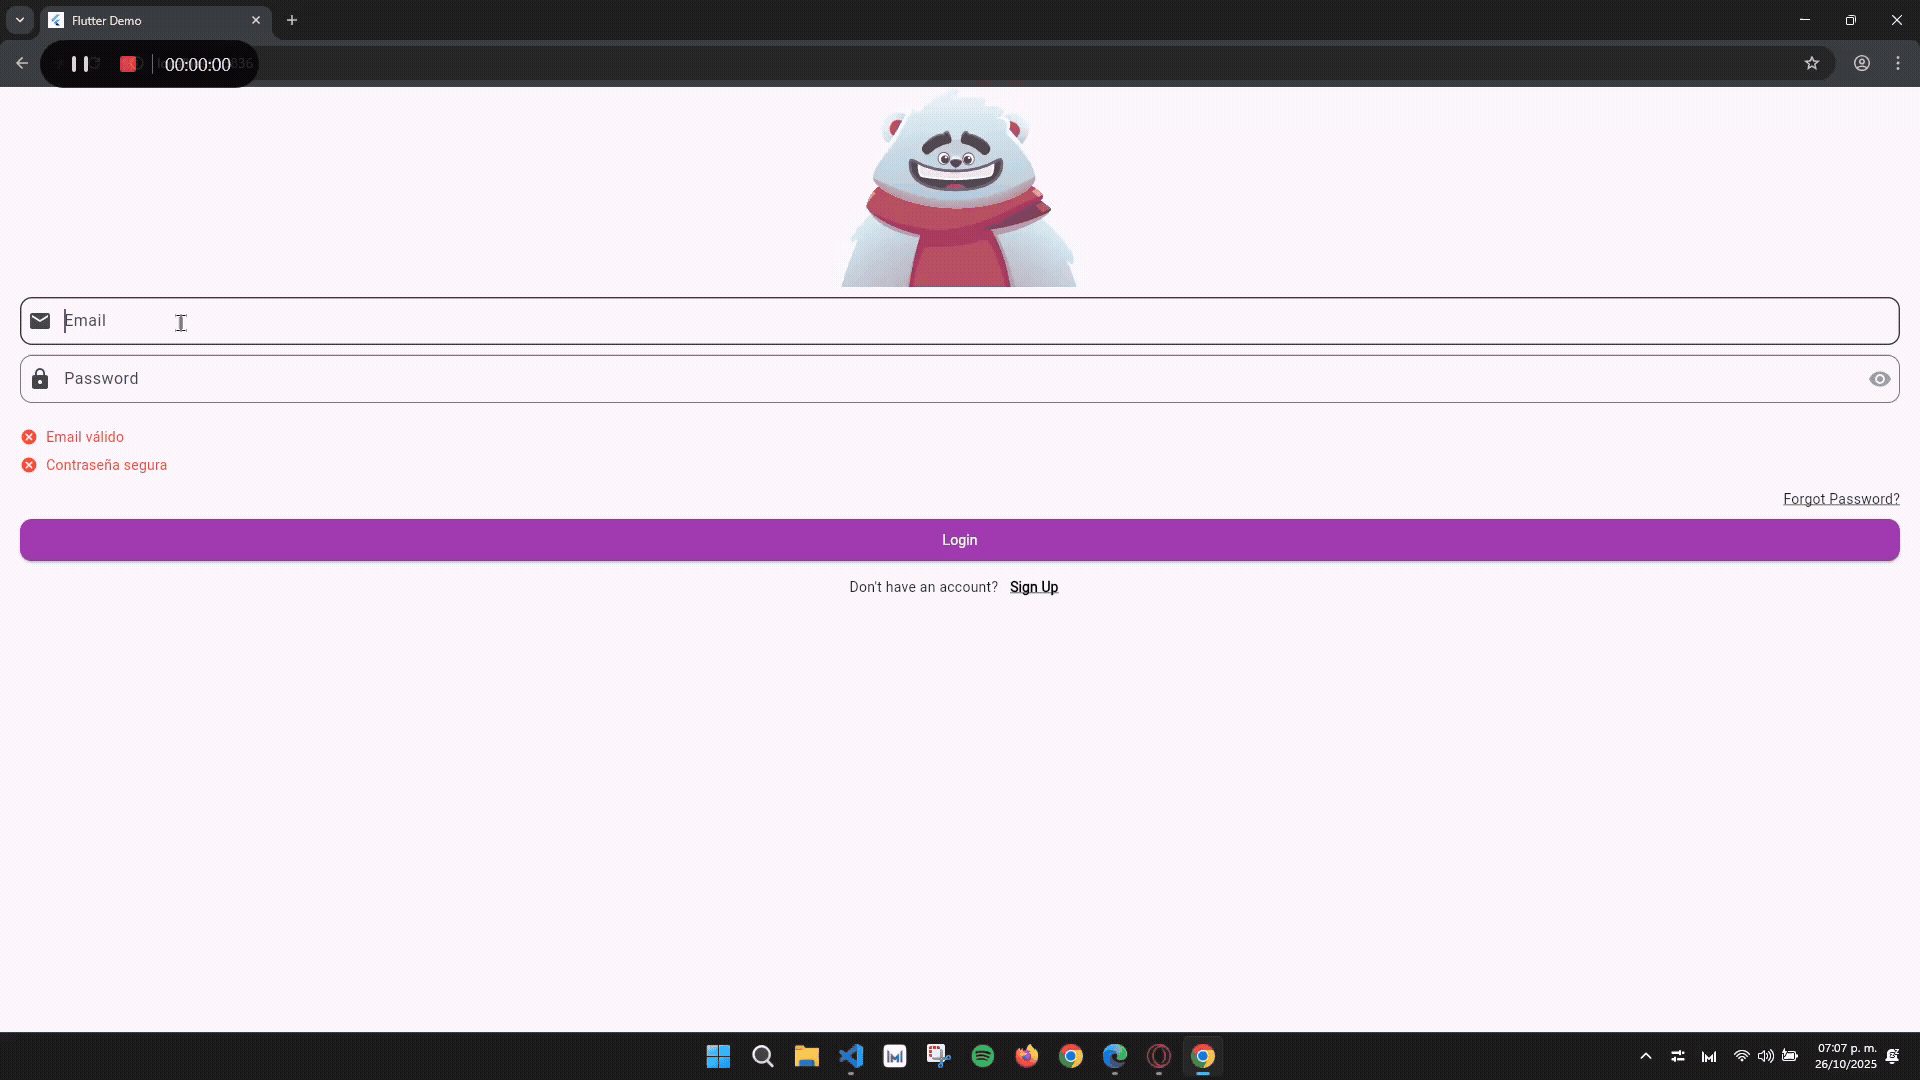 Flutter Demo
00:00:00
Email
Password
Email válido
Contraseña segura
Forgot Password?
Login
Don't have an account? Sign Up
07:07 p. m.
26/10/2025